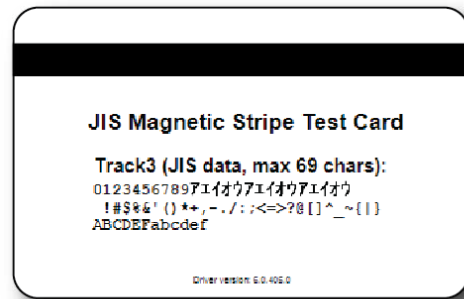 JIS Magnetic Stripe Test Card
Track3 (JIS data, max 69 chars):
0123456789アエイオウアエイオウアエイオウ
!#$%&'()*+,-./:;<=>?@[]^_~{|}
ABCDEFabcdef
Driver version: 6.0.405.0